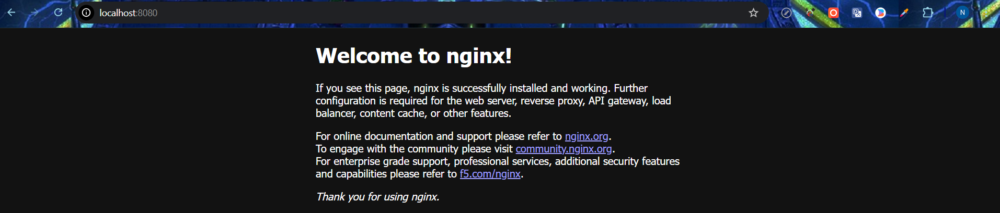 localhost:8080
N
Welcome to nginx!
If you see this page, nginx is successfully installed and working. Further
configuration is required for the web server, reverse proxy, API gateway, load
balancer, content cache, or other features.
For online documentation and support please refer to nginx.org.
To engage with the community please visit community.nginx.org.
For enterprise grade support, professional services, additional security features
and capabilities please refer to f5.com/nginx.
Thank you for using nginx.